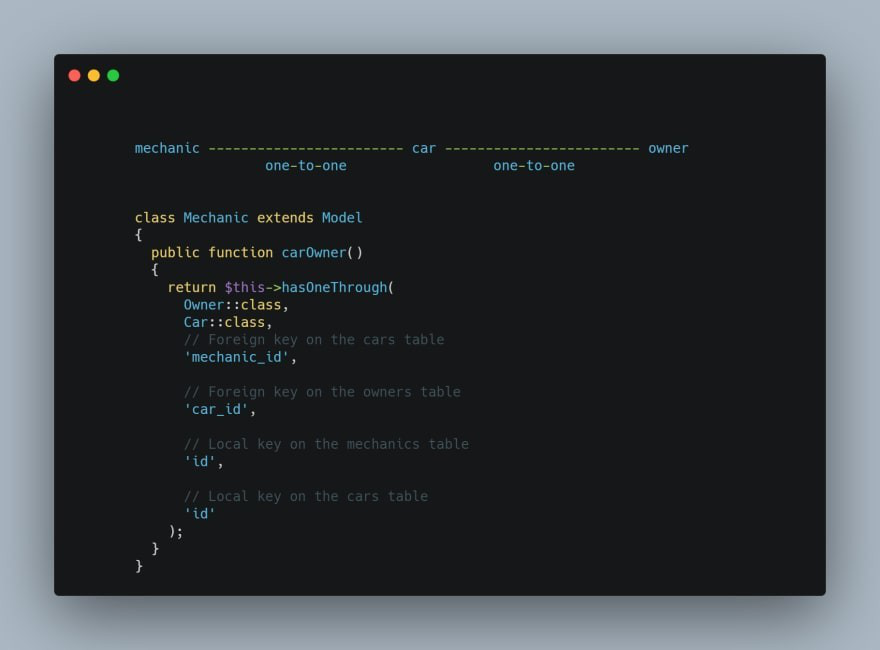 mechanic ------------------------ car ------------------------ owner
one-to-one one-to-one
class Mechanic extends Model
{
public function carOwner()
{
return $this->hasOneThrough(
Owner::class,
Car::class,
// Foreign key on the cars table
'mechanic_id',
// Foreign key on the owners table
'car_id',
// Local key on the mechanics table
'id',
// Local key on the cars table
'id'
);
}
}